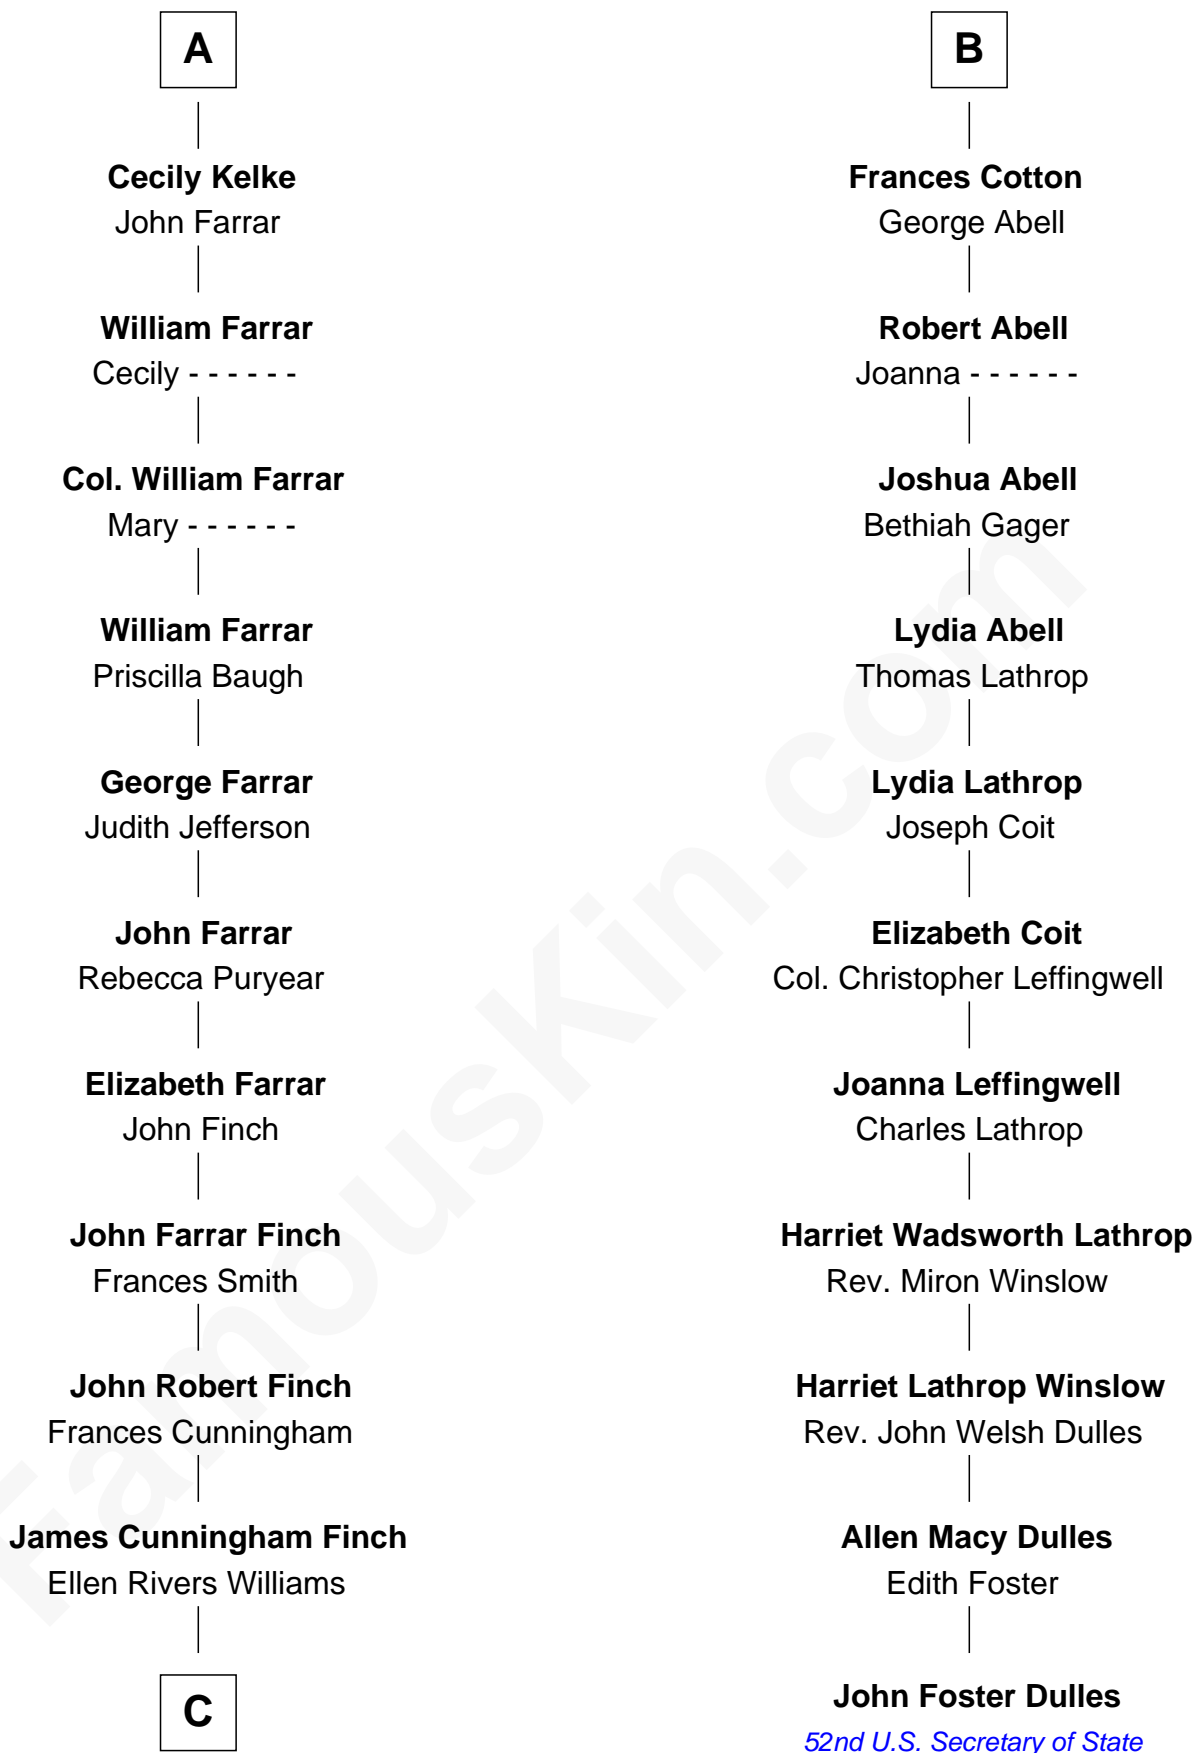 A
Cecily Kelke
John Farrar
William Farrar
Cecily - - - - - -
Col. William Farrar
Mary - - - - - -
William Farrar
Priscilla Baugh
George Farrar
Judith Jefferson
John Farrar
Rebecca Puryear
Elizabeth Farrar
John Finch
John Farrar Finch
Frances Smith
John Robert Finch
Frances Cunningham
James Cunningham Finch
Ellen Rivers Williams
C
B
Frances Cotton
George Abell
Robert Abell
Joanna - - - - - -
Joshua Abell
Bethiah Gager
Lydia Abell
Thomas Lathrop
Lydia Lathrop
Joseph Coit
Elizabeth Coit
Col. Christopher Leffingwell
Joanna Leffingwell
Charles Lathrop
Harriet Wadsworth Lathrop
Rev. Miron Winslow
Harriet Lathrop Winslow
Rev. John Welsh Dulles
Allen Macy Dulles
Edith Foster
John Foster Dulles
52nd U.S. Secretary of State
FamousKin.com